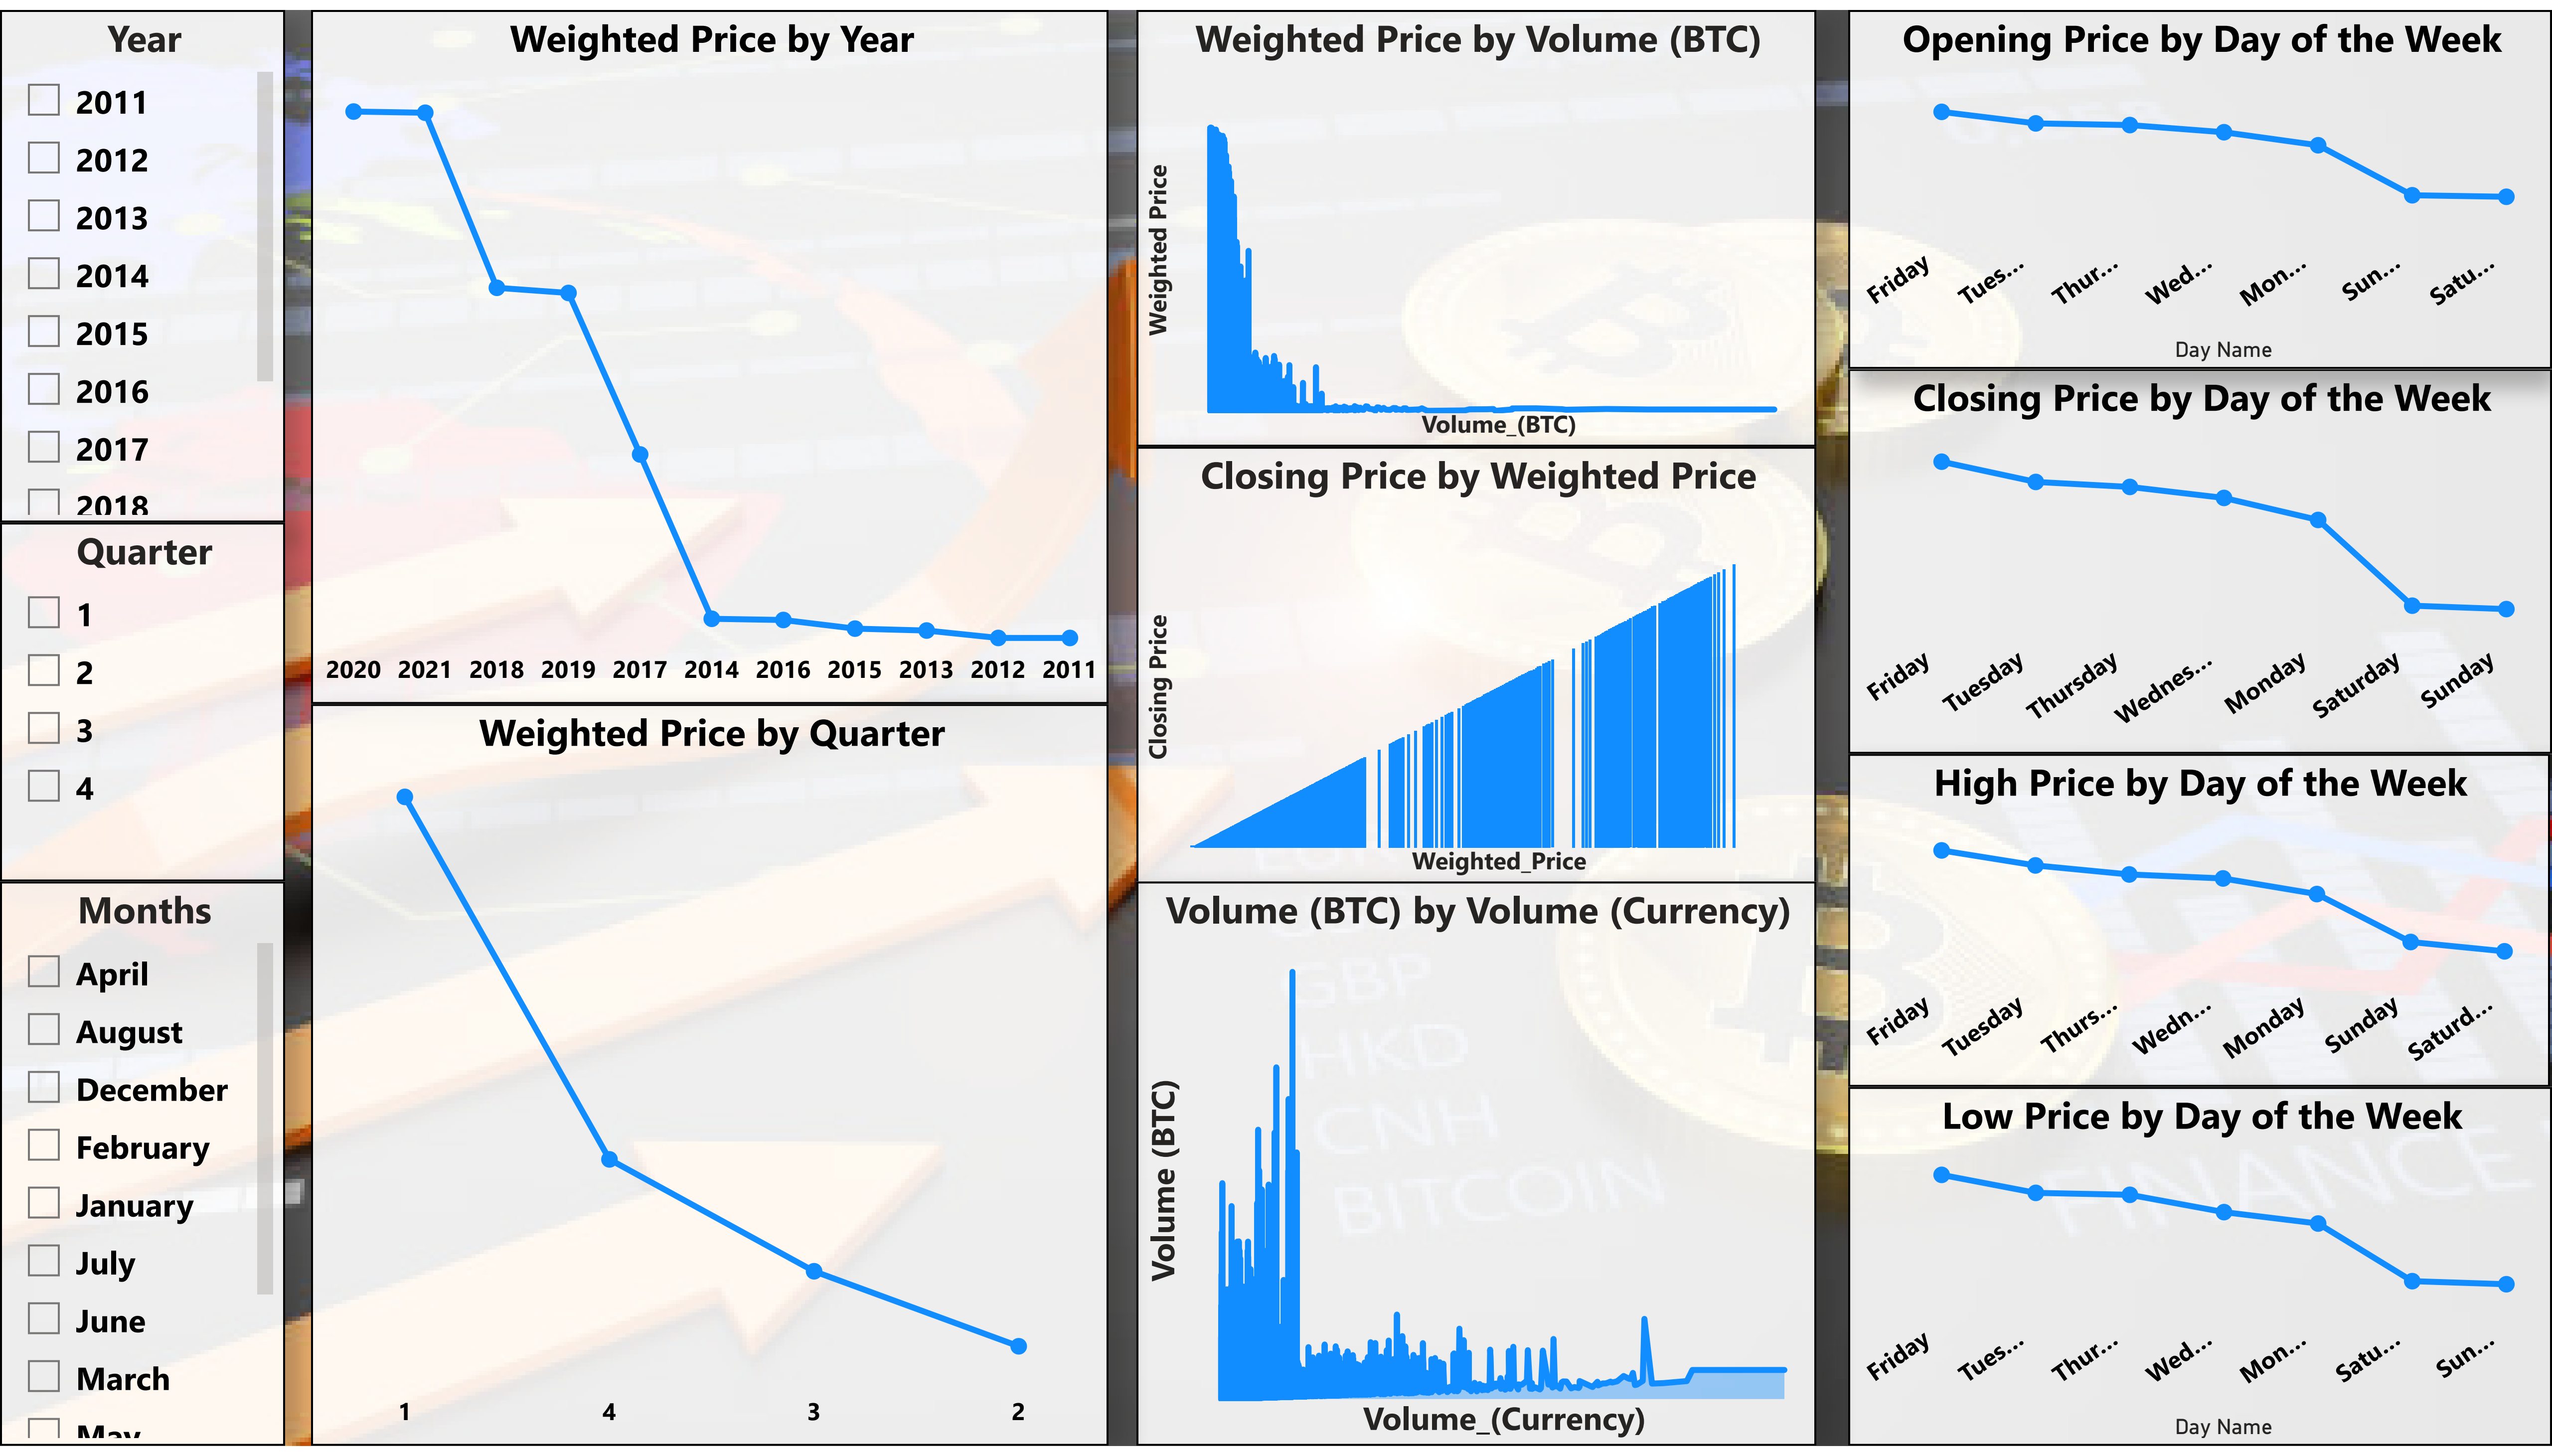 Year
2011
2012
2013
2014
2015
2016
2017
2018
Quarter
1
2
3
4
Months
April
August
December
February
January
July
June
March
May
Weighted Price by Year
2020 2021 2018 2019 2017 2014 2016 2015 2013 2012 2011
Weighted Price by Quarter
1 4 3 2
Weighted Price by Volume (BTC)
Weighted Price
Volume_(BTC)
Closing Price by Weighted Price
Closing Price
Weighted_Price
Volume (BTC) by Volume (Currency)
GBP
HKD
CNH
BITCOIN
Volume (BTC)
Volume_(Currency)
Opening Price by Day of the Week
Friday Tues... Thur... Wed... Mon... Sun... Satu...
Day Name
Closing Price by Day of the Week
Friday Tuesday Thursday Wednes... Monday Saturday Sunday
High Price by Day of the Week
Friday Tuesday Thurs... Wedn... Monday Sunday Saturd...
Low Price by Day of the Week
FINANCE
Friday Tues... Thur... Wed... Mon... Satu... Sun...
Day Name